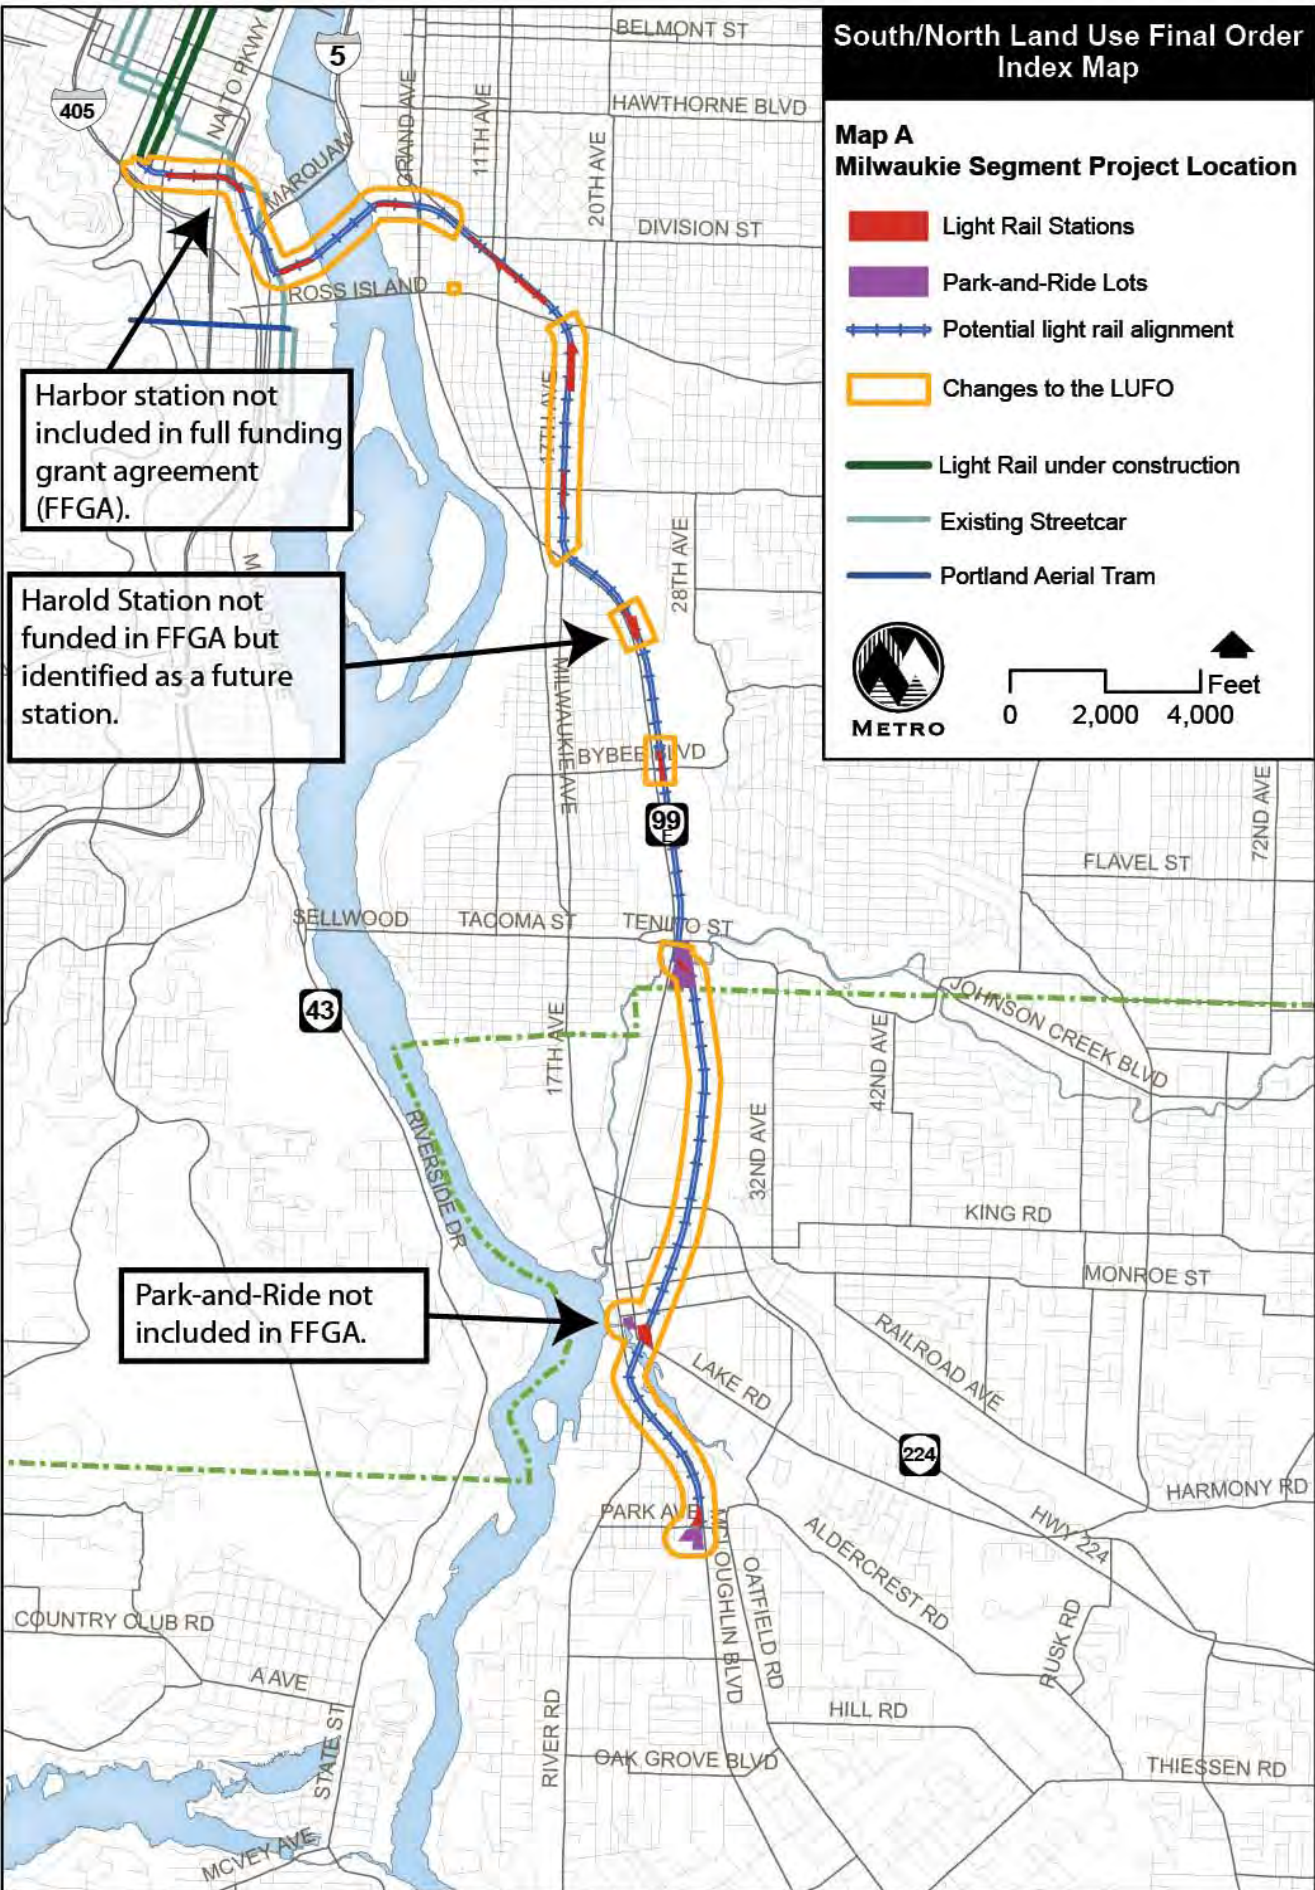 South/North Land Use Final Order
Index Map
Map A
Milwaukie Segment Project Location
Light Rail Stations
Park-and-Ride Lots
Potential light rail alignment
Changes to the LUFO
Light Rail under construction
Existing Streetcar
Portland Aerial Tram
METRO
Feet
0 2,000 4,000
5
405
NAITO PKWY
MARQUAM
GRAND AVE
11TH AVE
20TH AVE
BELMONT ST
HAWTHORNE BLVD
DIVISION ST
ROSS ISLAND
Harbor station not
included in full funding
grant agreement
(FFGA).
17TH AVE
28TH AVE
Harold Station not
funded in FFGA but
identified as a future
station.
MILWAUKIE AVE
BYBEE BLVD
99
E
72ND AVE
FLAVEL ST
SELLWOOD
TACOMA ST
TENINO ST
43
17TH AVE
JOHNSON CREEK BLVD
42ND AVE
32ND AVE
RIVERSIDE DR
KING RD
MONROE ST
Park-and-Ride not
included in FFGA.
RAILROAD AVE
LAKE RD
224
HARMONY RD
HWY 224
PARK AVE
MCLOUGHLIN BLVD
OATFIELD RD
ALDERCREST RD
RUSK RD
COUNTRY CLUB RD
A AVE
STATE ST
RIVER RD
HILL RD
OAK GROVE BLVD
THIESSEN RD
MCVEY AVE